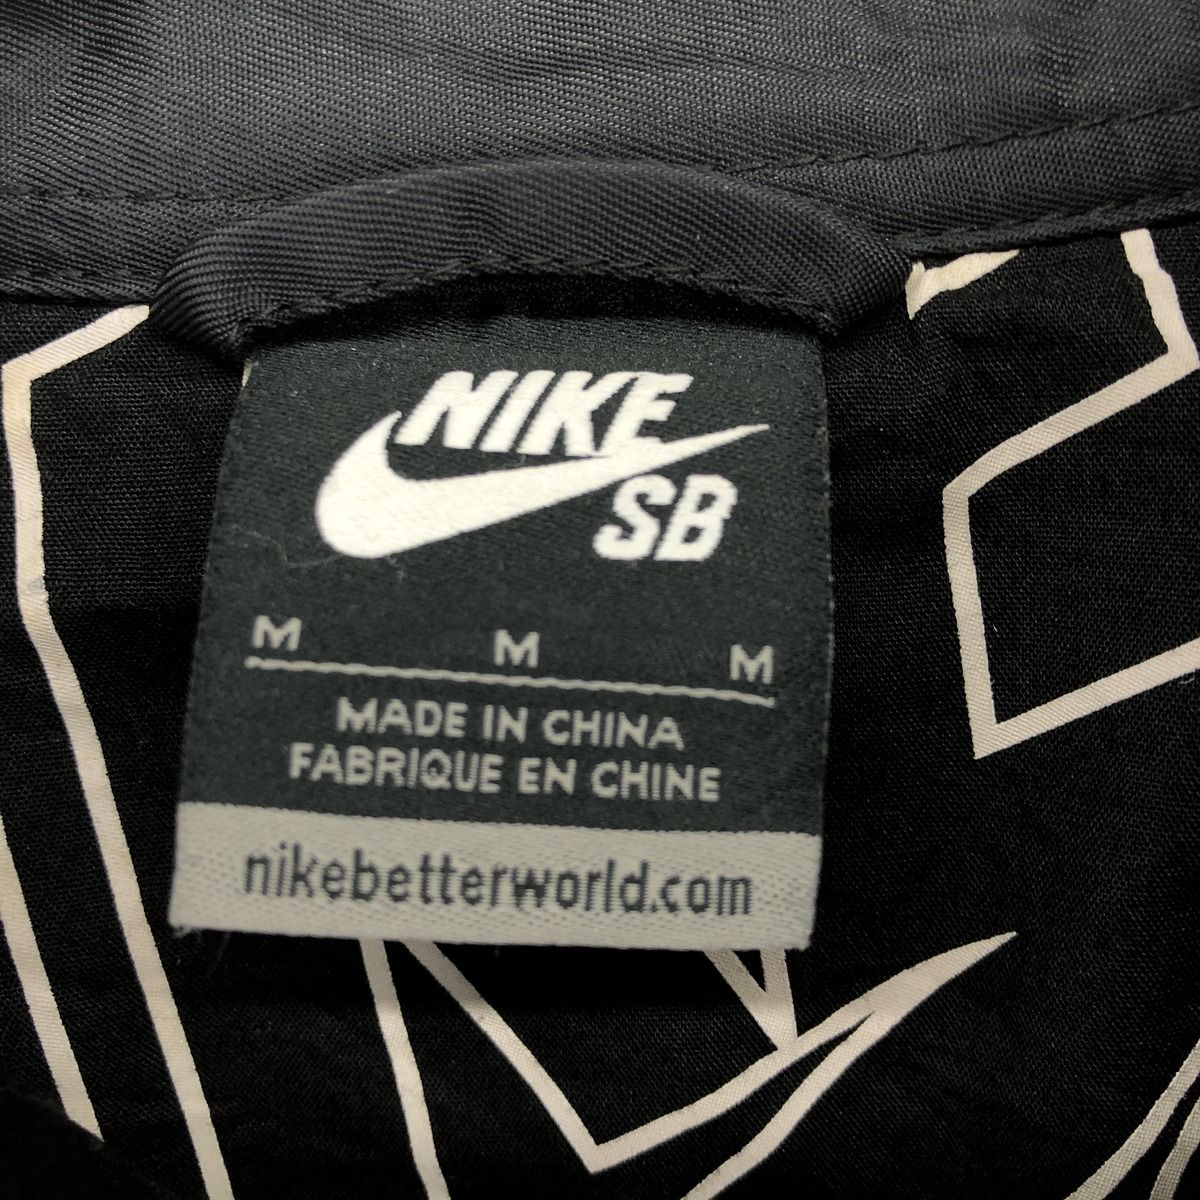 NIKE
SB
M M M
MADE IN CHINA
FABRIQUE EN CHINE
nikebetterworld.com